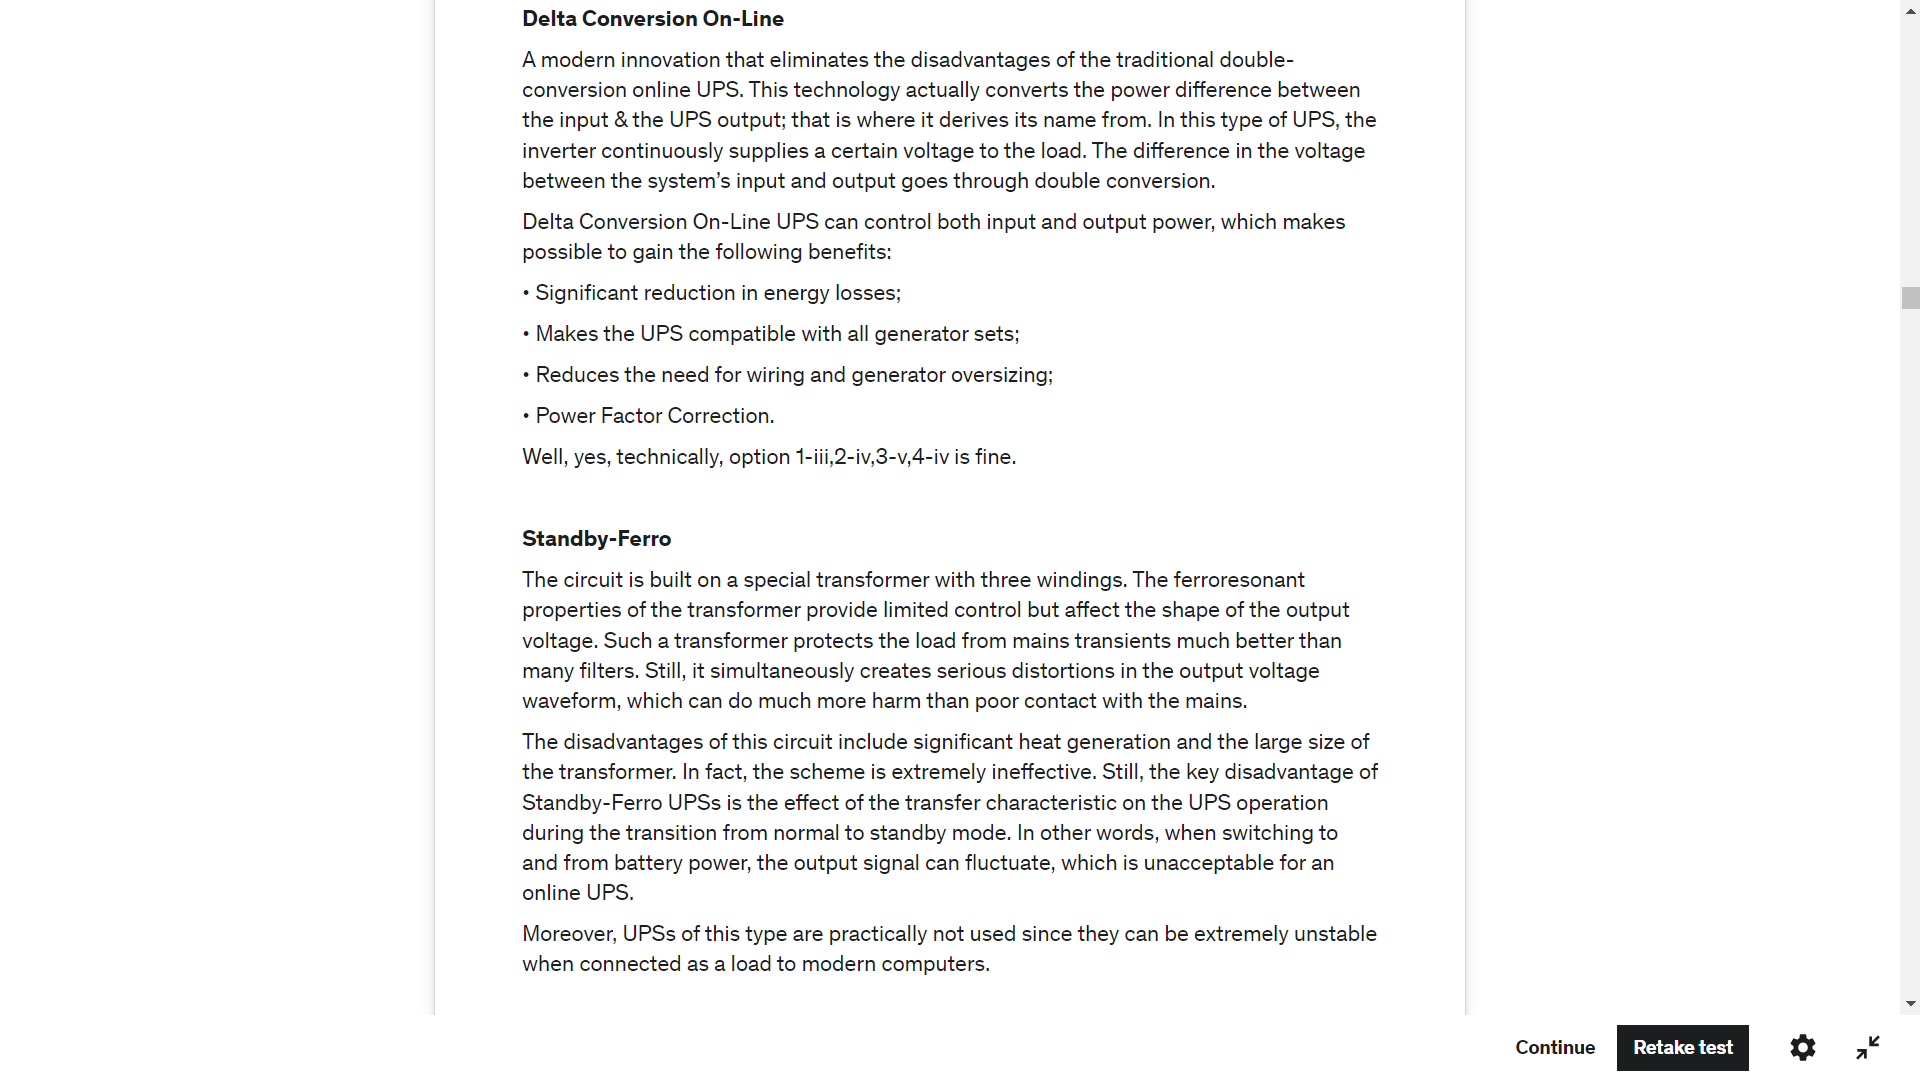 Delta Conversion On-Line
A modern innovation that eliminates the disadvantages of the traditional double-
conversion online UPS. This technology actually converts the power difference between
the input & the UPS output; that is where it derives its name from. In this type of UPS, the
inverter continuously supplies a certain voltage to the load. The difference in the voltage
between the system’s input and output goes through double conversion.
Delta Conversion On-Line UPS can control both input and output power, which makes
possible to gain the following benefits:
• Significant reduction in energy losses;
• Makes the UPS compatible with all generator sets;
• Reduces the need for wiring and generator oversizing;
• Power Factor Correction.
Well, yes, technically, option 1-iii,2-iv,3-v,4-iv is fine.
Standby-Ferro
The circuit is built on a special transformer with three windings. The ferroresonant
properties of the transformer provide limited control but affect the shape of the output
voltage. Such a transformer protects the load from mains transients much better than
many filters. Still, it simultaneously creates serious distortions in the output voltage
waveform, which can do much more harm than poor contact with the mains.
The disadvantages of this circuit include significant heat generation and the large size of
the transformer. In fact, the scheme is extremely ineffective. Still, the key disadvantage of
Standby-Ferro UPSs is the effect of the transfer characteristic on the UPS operation
during the transition from normal to standby mode. In other words, when switching to
and from battery power, the output signal can fluctuate, which is unacceptable for an
online UPS.
Moreover, UPSs of this type are practically not used since they can be extremely unstable
when connected as a load to modern computers.
Continue
Retake test